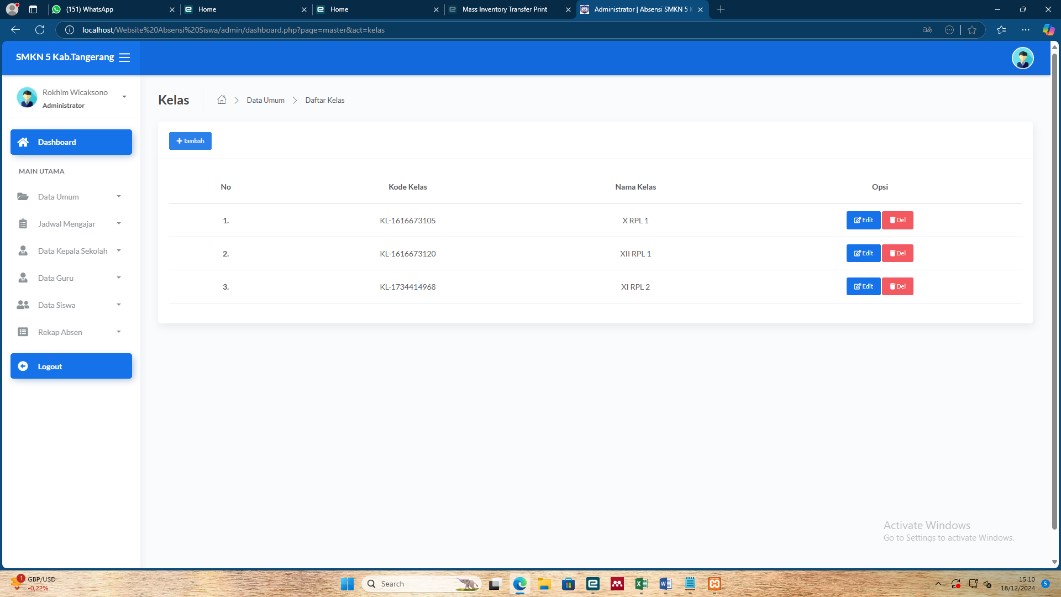 (151) WhatsApp
Home
Home
Mass Inventory Transfer Print
Administrator | Absensi SMKN 5
localhost/Website%20Absensi%20Siswa/admin/dashboard.php?page=master&act=kelas
SMKN 5 Kab.Tangerang
Rokhim Wicaksono
Administrator
Kelas
Data Umum
Daftar Kelas
Dashboard
+ Tambah
MAIN UTAMA
No Kode Kelas Nama Kelas Opsi
Data Umum
Jadwal Mengajar
Data Kepala Sekolah
Data Guru
Data Siswa
Rekap Absen
Logout
1. KL-1616673105 X RPL 1 Edit Del
2. KL-1616673120 XII RPL 1 Edit Del
3. KL-1734414968 XI RPL 2 Edit Del
Activate Windows
Go to Settings to activate Windows.
1
GBP/USD
-0,22%
Search
15:10
18/12/2024